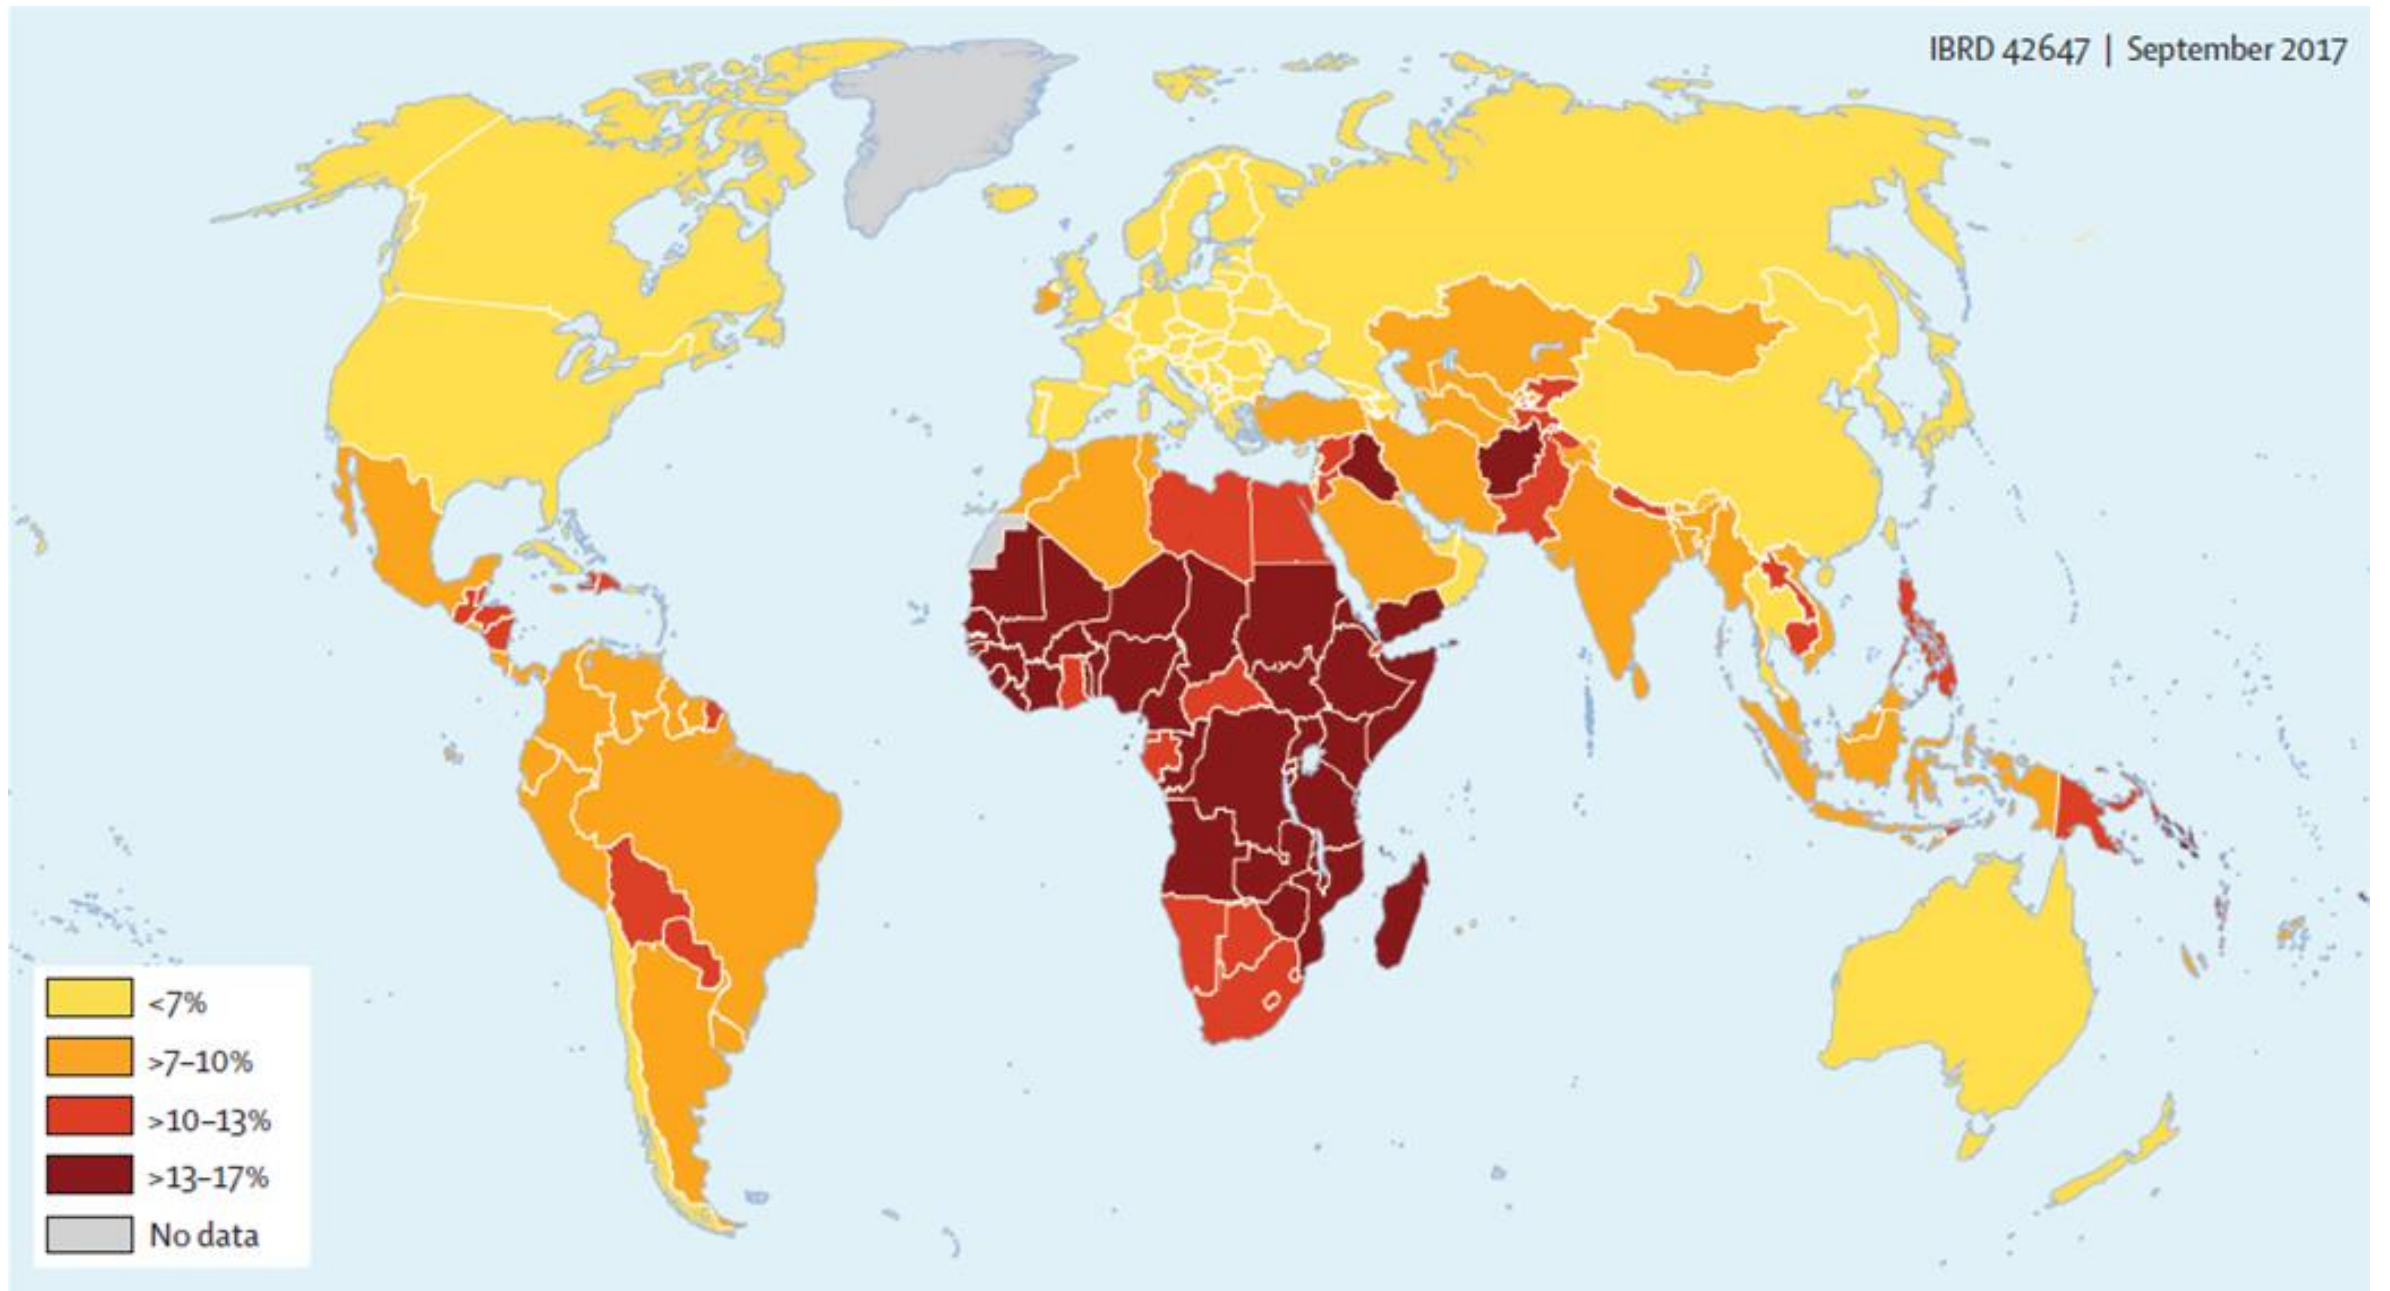 IBRD 42647 | September 2017
<7%
>7–10%
>10–13%
>13–17%
No data